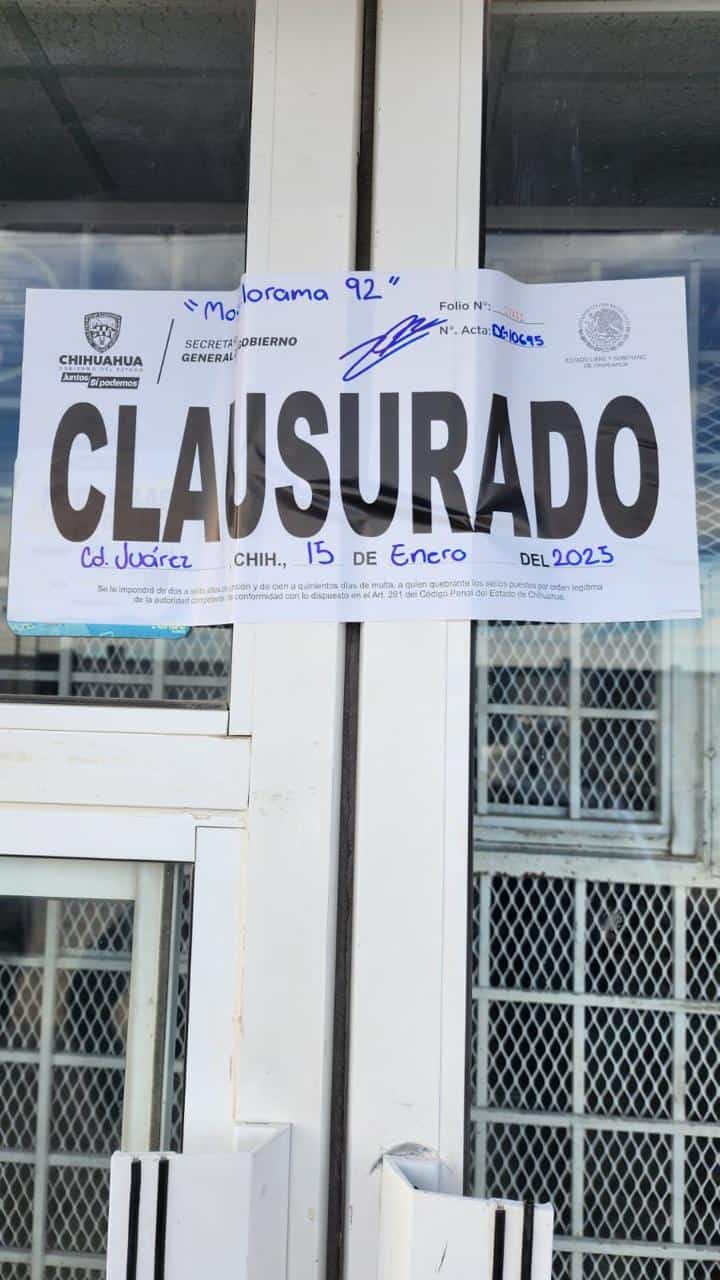 "Modelorama 92"
Folio N°:
N°. Acta: DG10695
CHIHUAHUA
GOBIERNO DEL ESTADO
Juntos Sí podemos
SECRETARÍA GOBIERNO
GENERAL
ESTADO LIBRE Y SOBERANO
DE CHIHUAHUA
CLAUSURADO
Cd. Juárez, CHIH., 15 DE Enero DEL 2025
Se le impondrá de dos a seis años de prisión y de cien a quinientos días de multa, a quien quebrante los sellos puestos por orden legítima
de la autoridad competente de conformidad con lo dispuesto en el Art. 291 del Código Penal del Estado de Chihuahua.